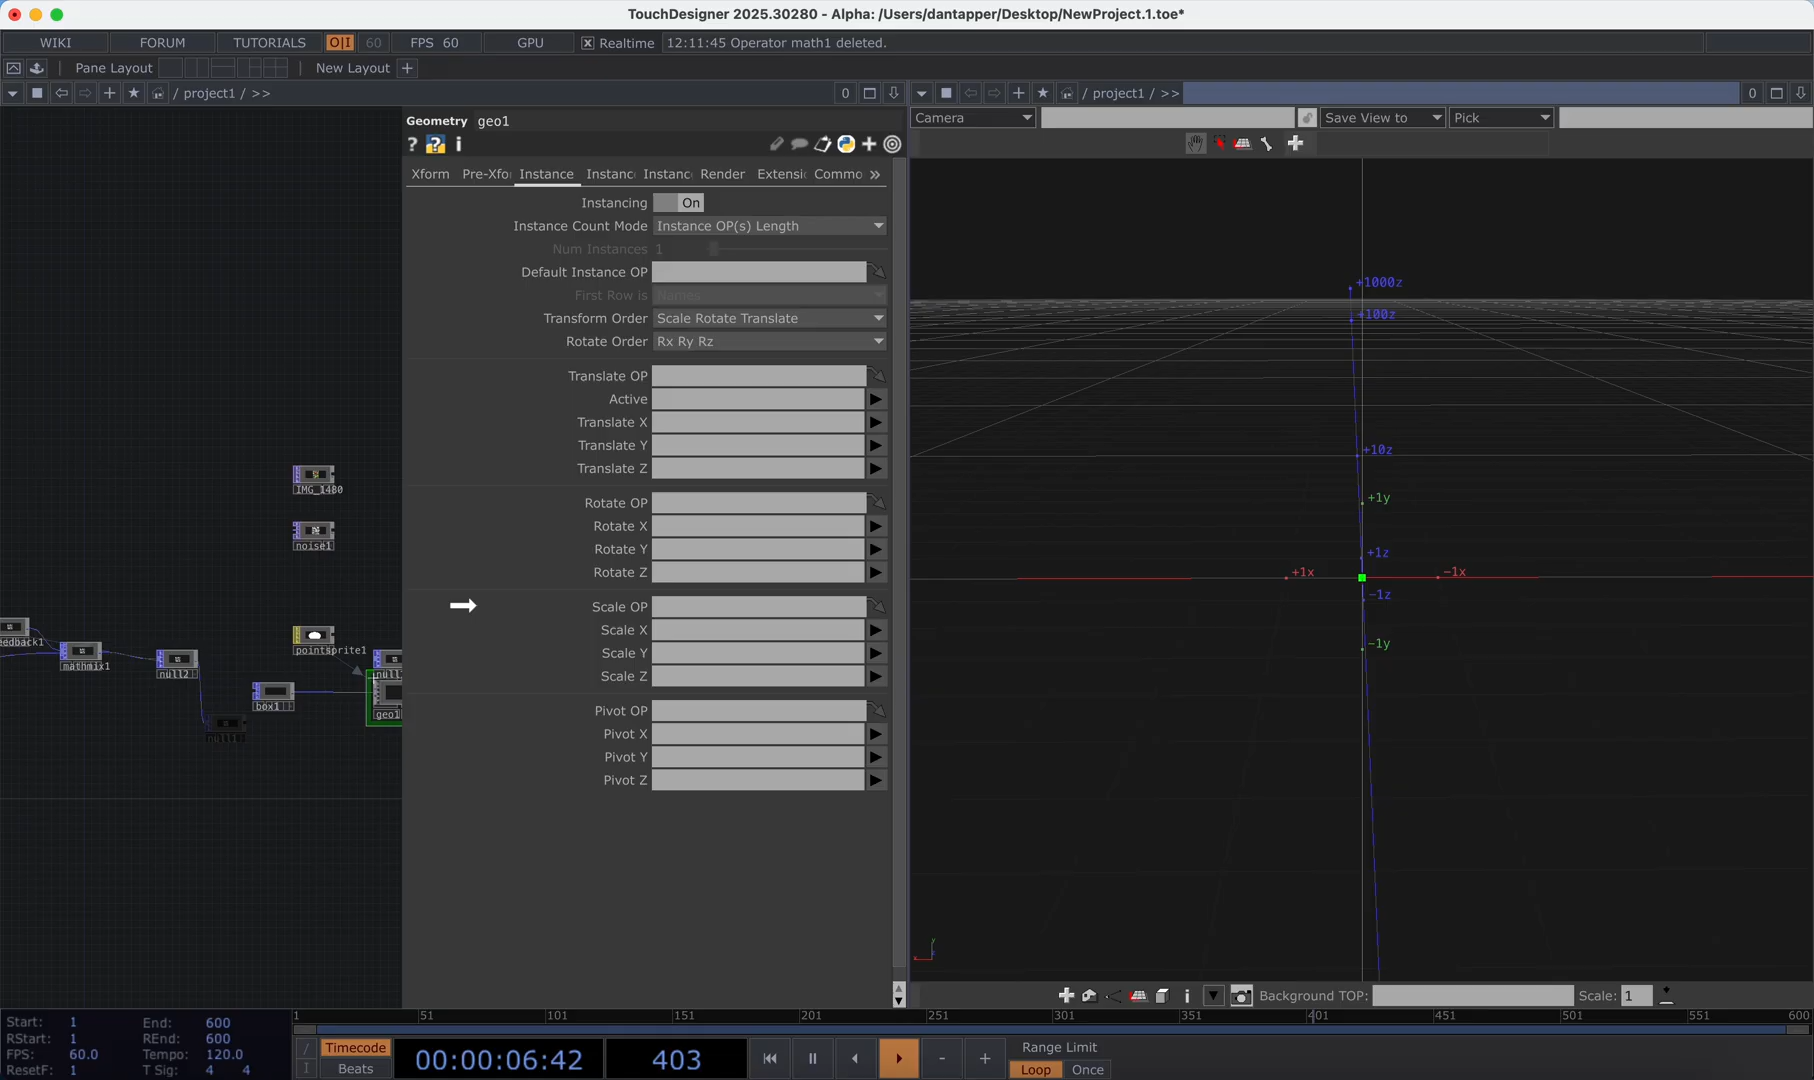 TouchDesigner 2025.30280 - Alpha: /Users/dantapper/Desktop/NewProject.1.toe*
WIKI FORUM TUTORIALS O|I 60 FPS 60 GPU X Realtime 12:11:45 Operator math1 deleted.
Pane Layout New Layout +
/ project1 / >> 0
/ project1 / >> 0
Geometry geo1
Camera Save View to Pick
? ? i
Xform Pre-Xfo Instance Instanc Instanc Render Extensi Commo »
Instancing On
Instance Count Mode Instance OP(s) Length
Num Instances 1
Default Instance OP
First Row is Names
Transform Order Scale Rotate Translate
Rotate Order Rx Ry Rz
Translate OP
Active
Translate X
Translate Y
Translate Z
Rotate OP
Rotate X
Rotate Y
Rotate Z
Scale OP
Scale X
Scale Y
Scale Z
Pivot OP
Pivot X
Pivot Y
Pivot Z
IMG_1480
noise1
eedback1
mathmix1
null2
pointsprite1
box1
geo1
+1000z
+100z
+10z
+1y
+1z
+1x
-1x
-1z
-1y
Background TOP: Scale: 1
Start: 1 End: 600
RStart: 1 REnd: 600
FPS: 60.0 Tempo: 120.0
ResetF: 1 T Sig: 4 4
1 51 101 151 201 251 301 351 401 451 501 551 600
Timecode
Beats
00:00:06:42 403
Range Limit
Loop Once